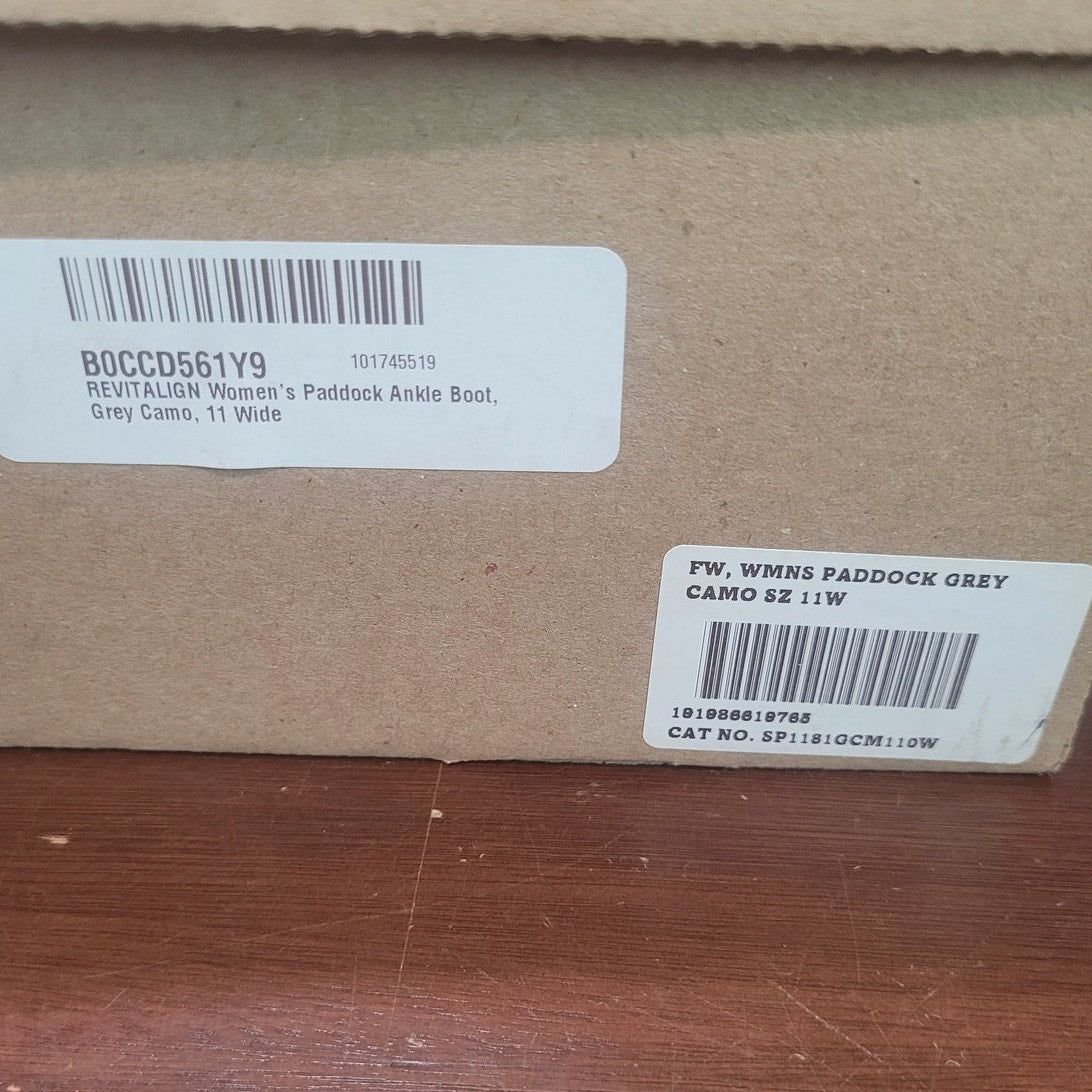 B0CCD561Y9 101745519
REVITALIGN Women's Paddock Ankle Boot,
Grey Camo, 11 Wide
FW, WMNS PADDOCK GREY
CAMO SZ 11W
191986619765
CAT NO. SP1181GCM110W